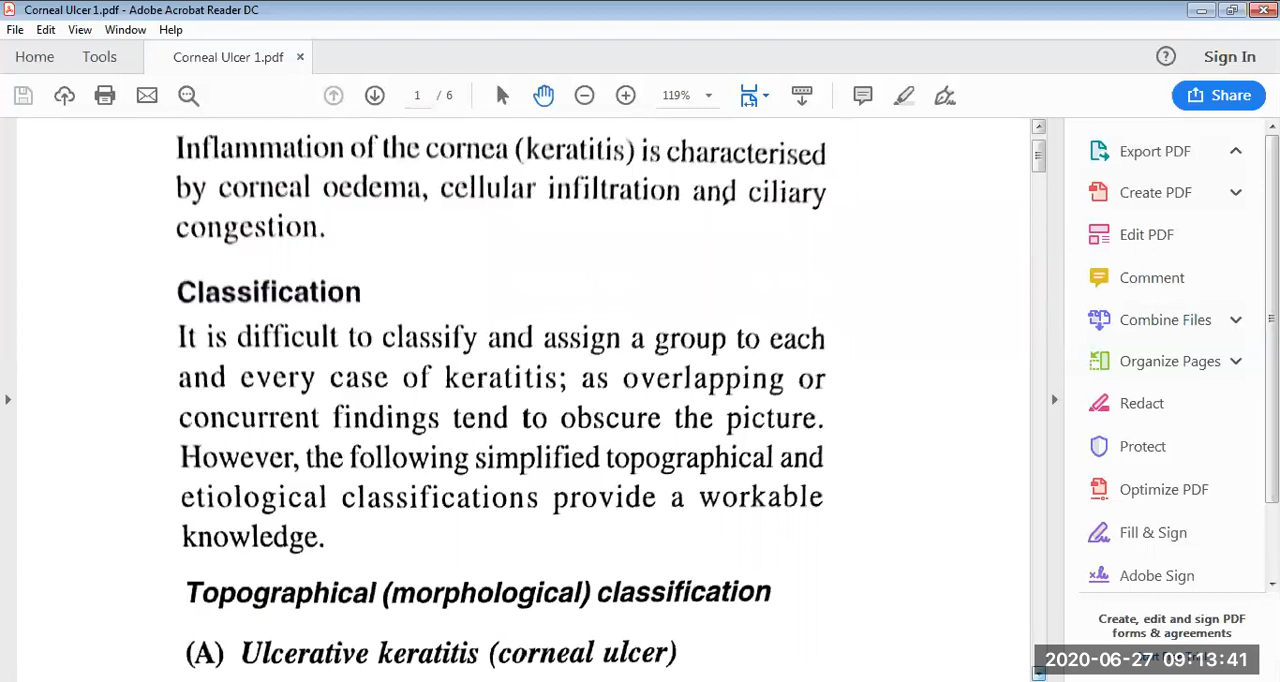 Corneal Ulcer 1.pdf - Adobe Acrobat Reader DC
File Edit View Window Help
Home Tools Corneal Ulcer 1.pdf × Sign In
1 / 6 119% Share
Inflammation of the cornea (keratitis) is characterised
by corneal oedema, cellular infiltration and ciliary
congestion.
Classification
It is difficult to classify and assign a group to each
and every case of keratitis; as overlapping or
concurrent findings tend to obscure the picture.
However, the following simplified topographical and
etiological classifications provide a workable
knowledge.
Topographical (morphological) classification
(A) Ulcerative keratitis (corneal ulcer)
Export PDF
Create PDF
Edit PDF
Comment
Combine Files
Organize Pages
Redact
Protect
Optimize PDF
Fill & Sign
Adobe Sign
Create, edit and sign PDF
forms & agreements
2020-06-27 09:13:41